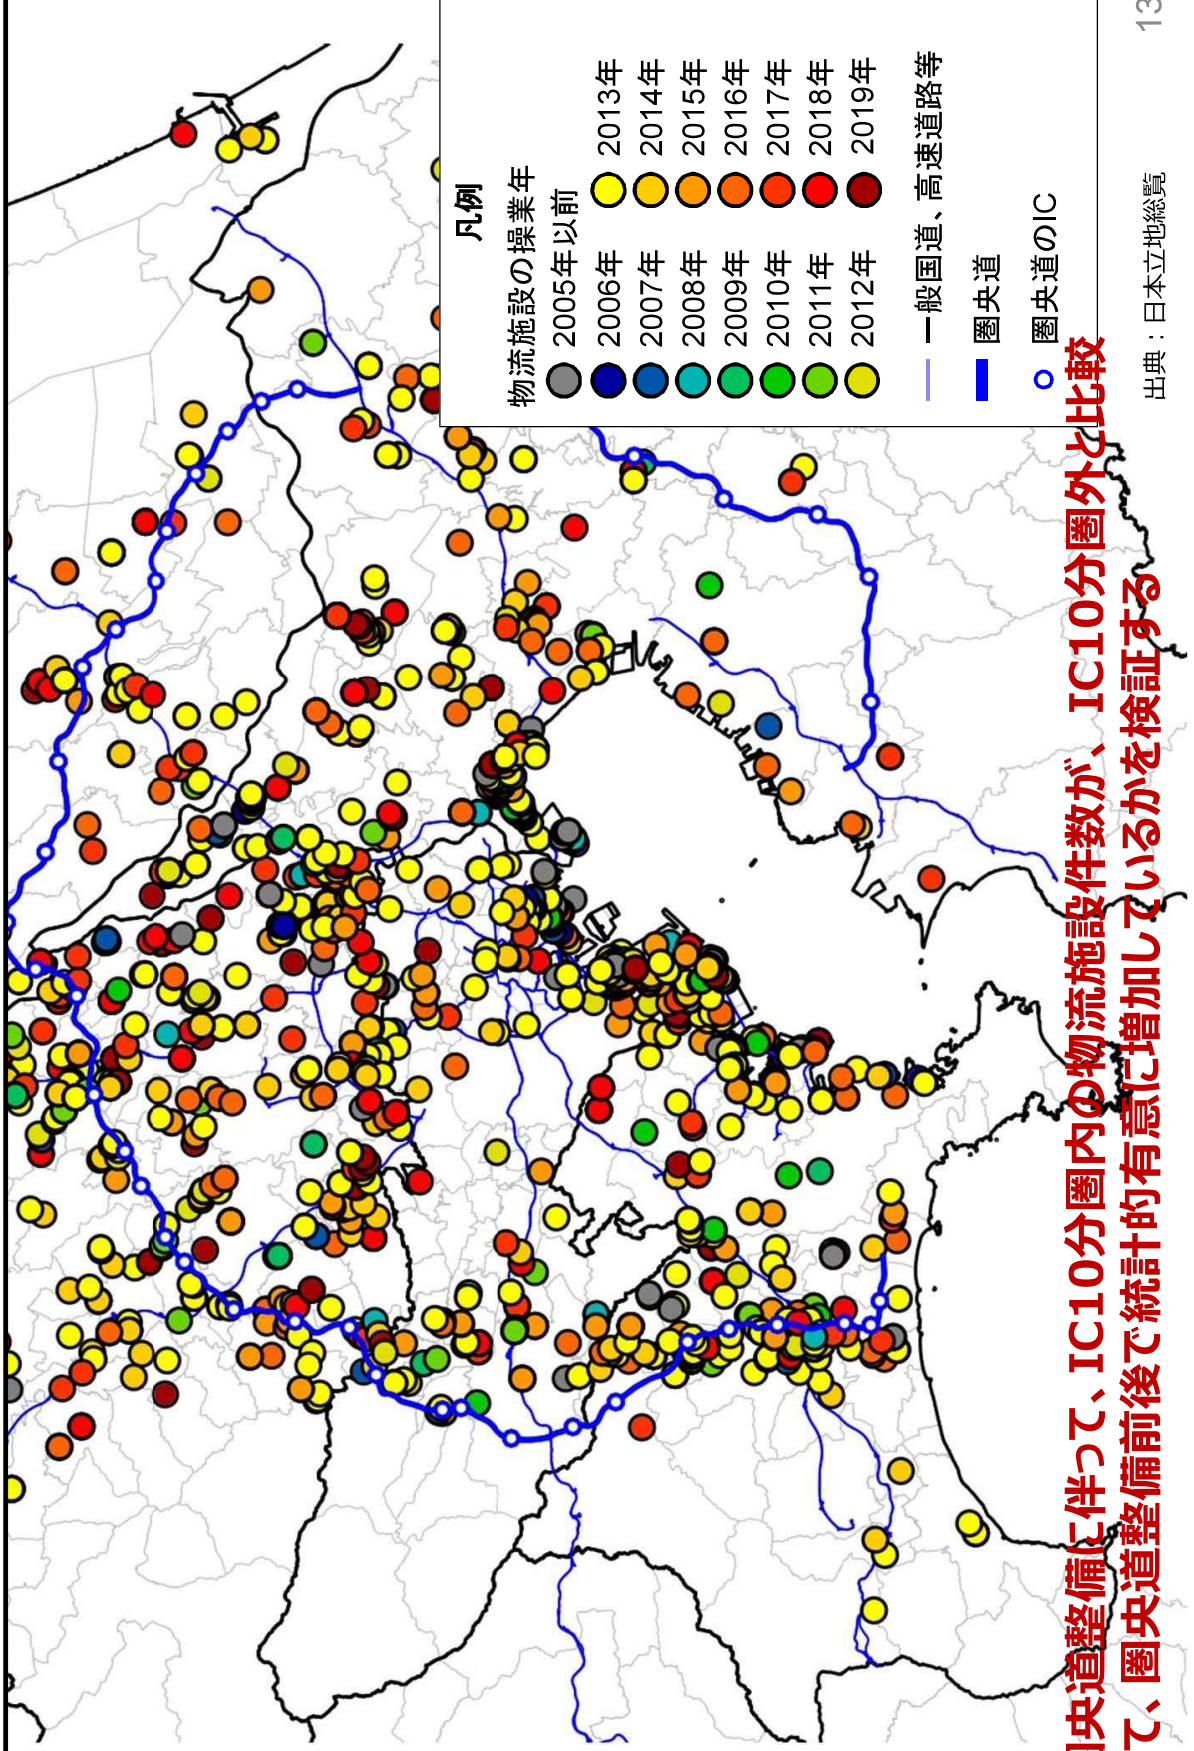 凡例
物流施設の操業年
2005年以前
2006年
2007年
2008年
2009年
2010年
2011年
2012年
2013年
2014年
2015年
2016年
2017年
2018年
2019年
一般国道、高速道路等
圏央道
圏央道のIC
央道整備に伴って、IC10分圏内の物流施設件数が、IC10分圏外と比較
て、圏央道整備前後で統計的有意に増加しているかを検証する
出典：日本立地総覧
13